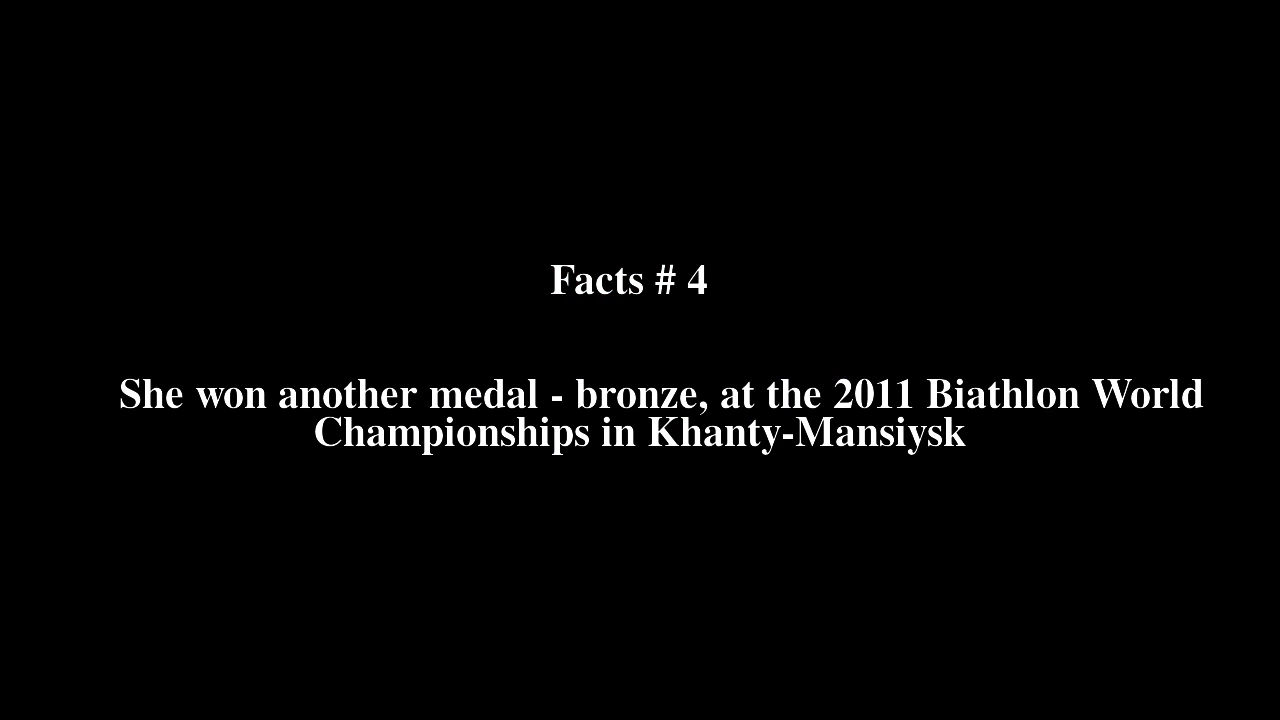 Facts # 4
She won another medal - bronze, at the 2011 Biathlon World
Championships in Khanty-Mansiysk